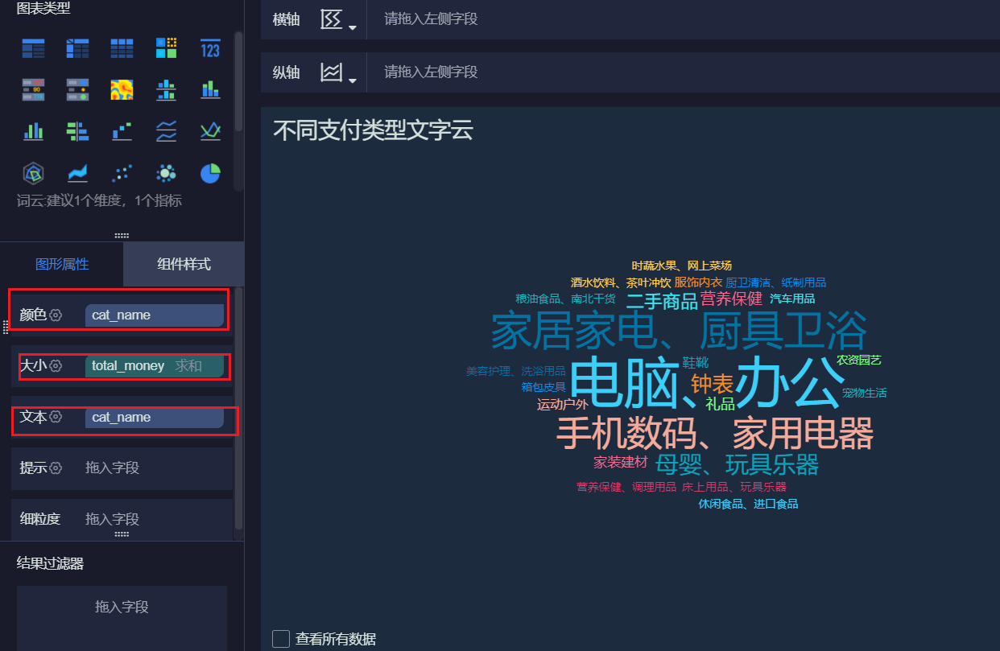 图表类型
123
词云:建议1个维度，1个指标
图形属性
组件样式
颜色 cat_name
大小 total_money 求和
文本 cat_name
提示 拖入字段
细粒度 拖入字段
结果过滤器
拖入字段
横轴 请拖入左侧字段
纵轴 请拖入左侧字段
不同支付类型文字云
时蔬水果、网上菜场
酒水饮料、茶叶冲饮 服饰内衣 厨卫清洁、纸制用品
粮油食品、南北干货 二手商品 营养保健 汽车用品
家居家电、厨具卫浴
美容护理、洗浴用品 电脑、办公 鞋靴 农资园艺
箱包皮具 钟表 宠物生活
运动户外 礼品
手机数码、家用电器
家装建材 母婴、玩具乐器
营养保健、调理用品 床上用品、玩具乐器
休闲食品、进口食品
查看所有数据